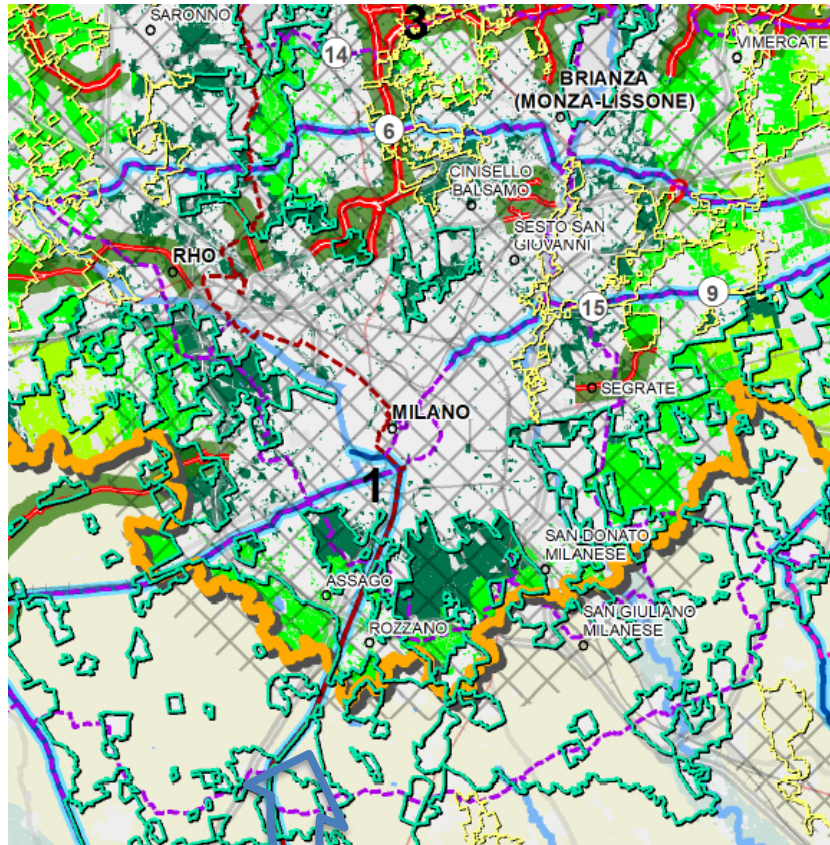 SARONNO
3
14
VIMERCATE
BRIANZA
(MONZA-LISSONE)
6
CINISELLO
BALSAMO
SESTO SAN
GIOVANNI
RHO
9
15
SEGRATE
MILANO
1
SAN DONATO
MILANESE
ASSAGO
SAN GIULIANO
MILANESE
ROZZANO